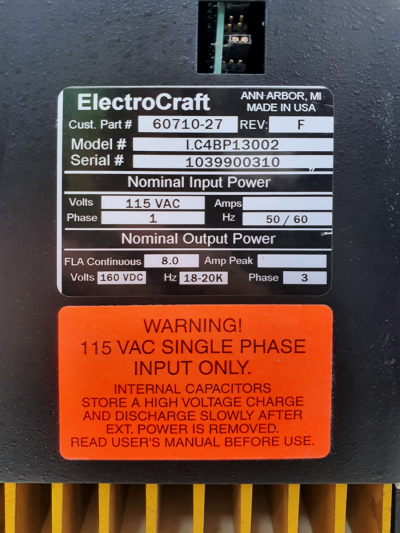 ElectroCraft ANN ARBOR, MI
MADE IN USA
Cust. Part # 60710-27 REV: F
Model # LC4BP13002
Serial # 1039900310
Nominal Input Power
Volts 115 VAC Amps
Phase 1 Hz 50 / 60
Nominal Output Power
FLA Continuous 8.0 Amp Peak
Volts 160 VDC Hz 18-20K Phase 3
WARNING!
115 VAC SINGLE PHASE
INPUT ONLY.
INTERNAL CAPACITORS
STORE A HIGH VOLTAGE CHARGE
AND DISCHARGE SLOWLY AFTER
EXT. POWER IS REMOVED.
READ USER'S MANUAL BEFORE USE.